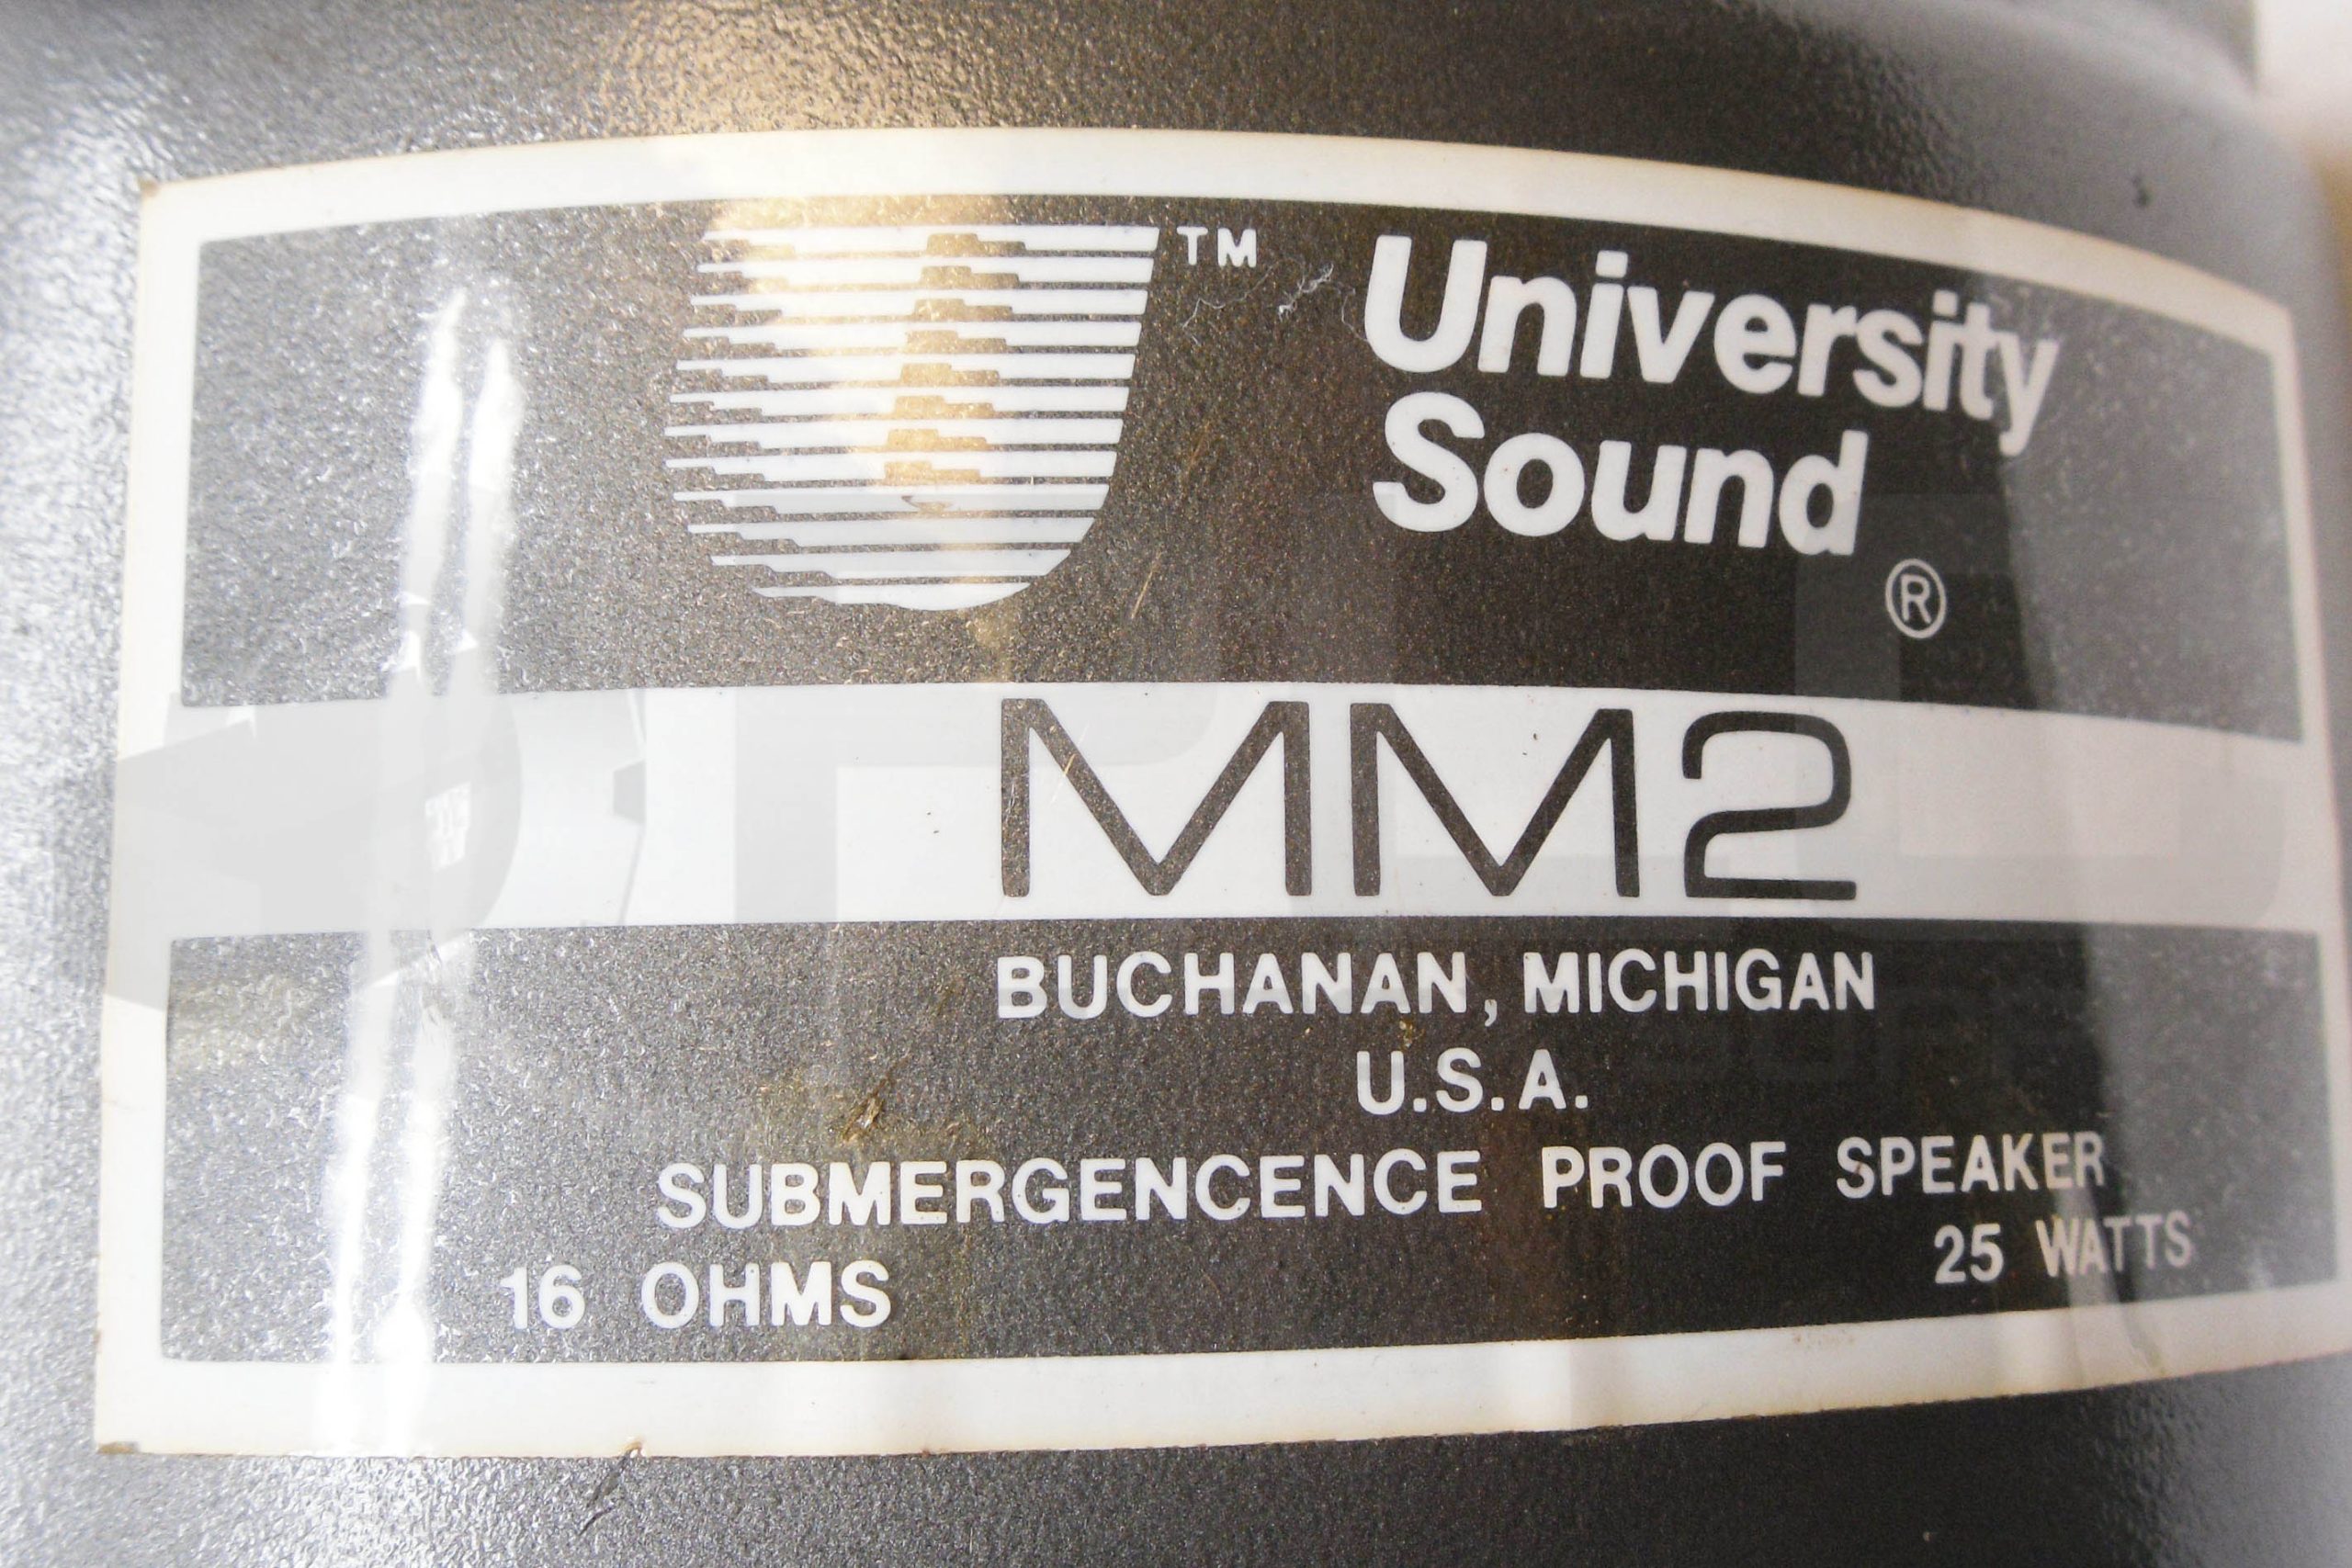 TM
University
Sound
®
MM2
BUCHANAN, MICHIGAN
U.S.A.
SUBMERGENCENCE PROOF SPEAKER
16 OHMS 25 WATTS